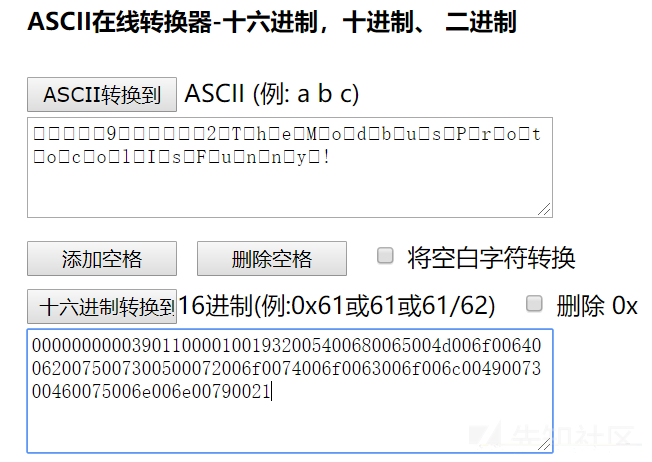 ASCII在线转换器-十六进制，十进制、 二进制
ASCII转换到 ASCII (例: a b c)
□□□□□9□□□□□□2□T□h□e□M□o□d□b□u□s□P□r□o□t
□o□c□o□l□I□s□F□u□n□n□y□!
添加空格 删除空格 将空白字符转换
十六进制转换到 16进制(例:0x61或61或61/62) 删除 0x
00000000003901100001001932005400680065004d006f00640
0620075007300500072006f0074006f0063006f006c00490073
00460075006e006e00790021
先知社区